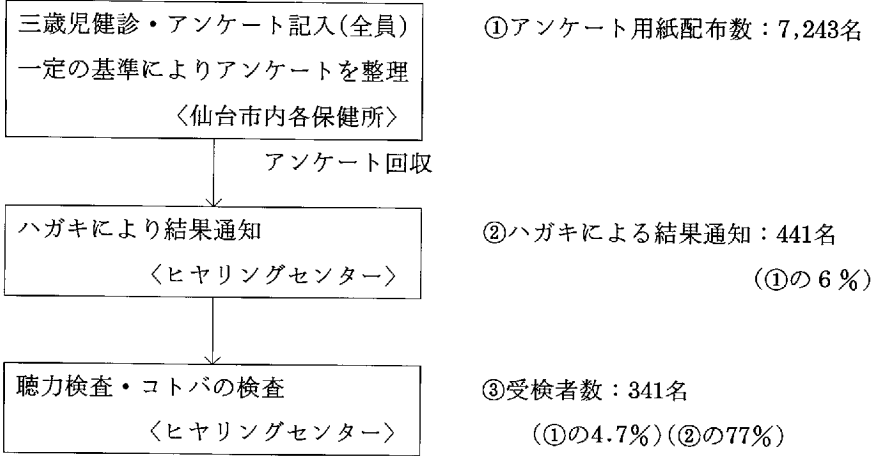 三歳児健診・アンケート記入(全員)
一定の基準によりアンケートを整理
〈仙台市内各保健所〉
①アンケート用紙配布数：7,243名
アンケート回収
ハガキにより結果通知
〈ヒヤリングセンター〉
②ハガキによる結果通知：441名
(①の6％)
聴力検査・コトバの検査
〈ヒヤリングセンター〉
③受検者数：341名
(①の4.7％)(②の77％)